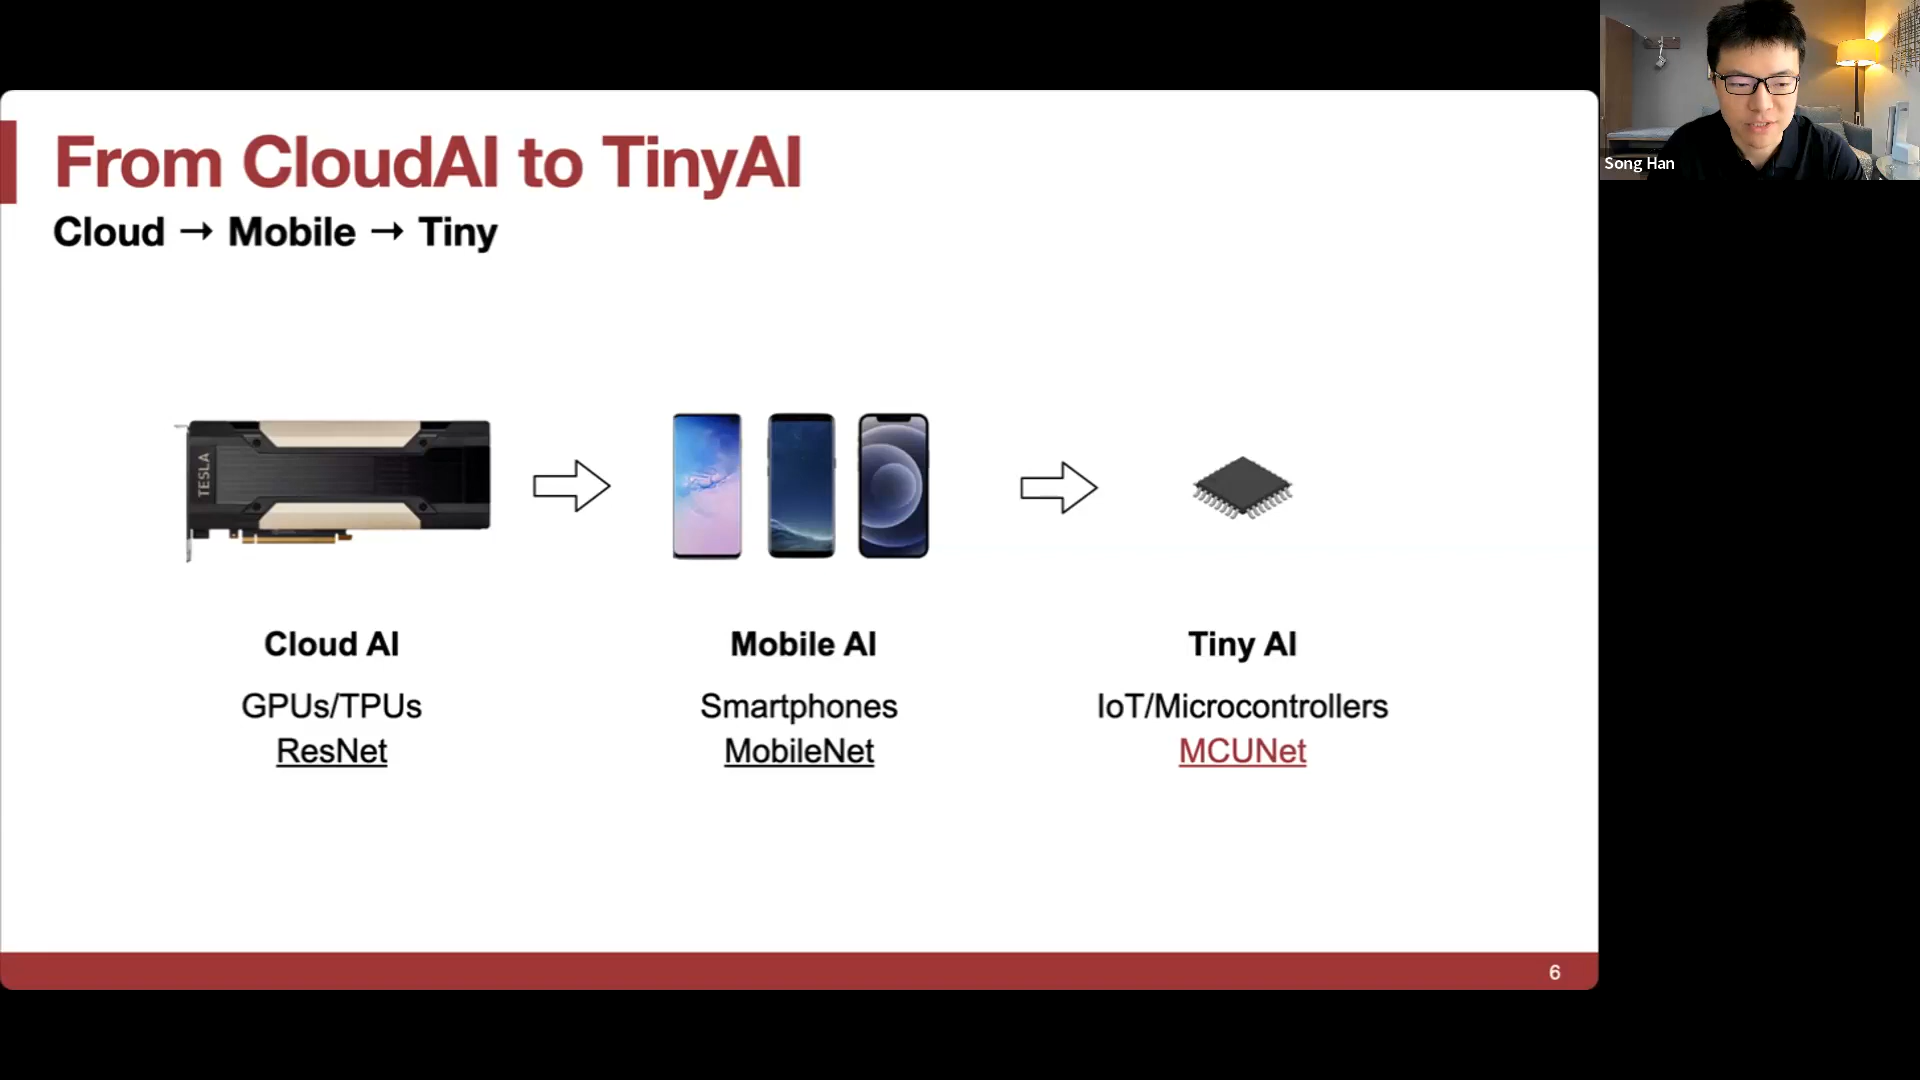 From CloudAI to TinyAI
Cloud → Mobile → Tiny
TESLA
Cloud AI
GPUs/TPUs
ResNet
Mobile AI
Smartphones
MobileNet
Tiny AI
IoT/Microcontrollers
MCUNet
6
Song Han